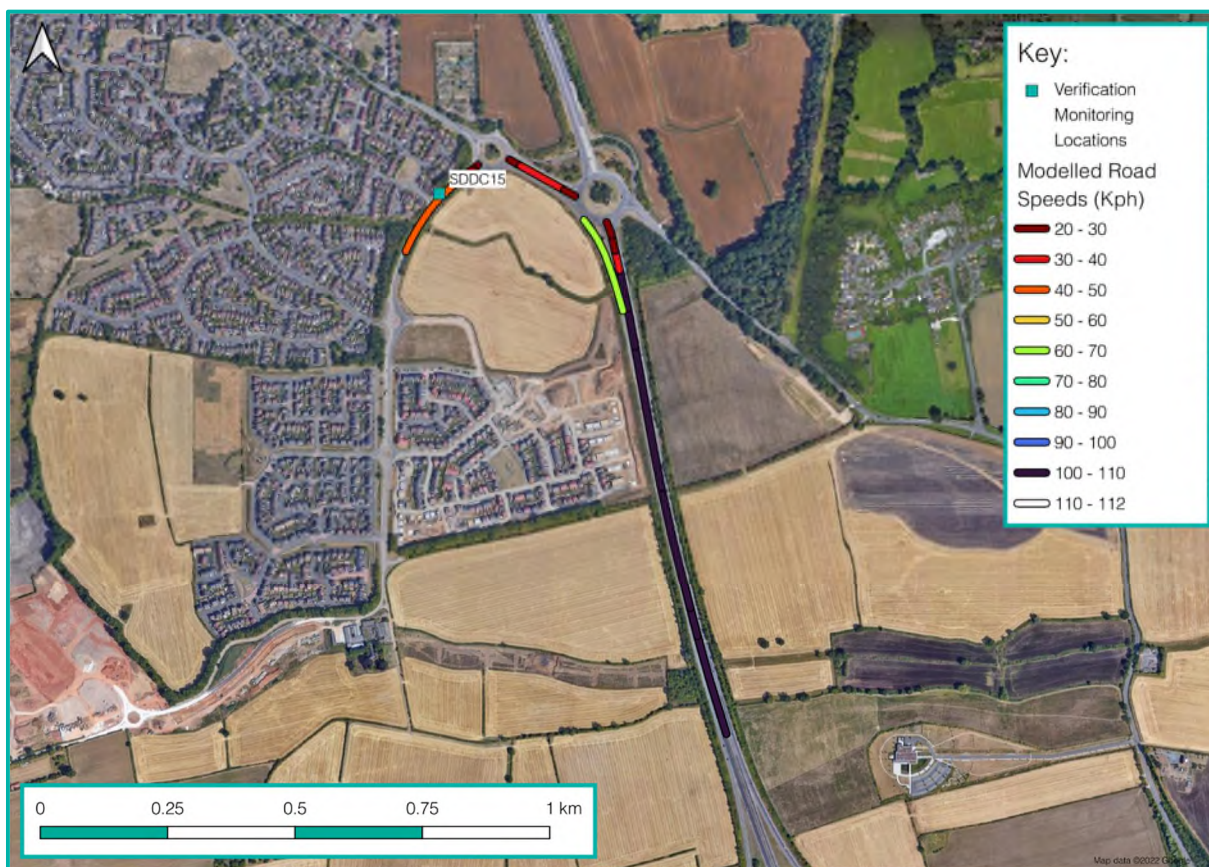 Key:
Verification
Monitoring
Locations
Modelled Road
Speeds (Kph)
20 - 30
30 - 40
40 - 50
50 - 60
60 - 70
70 - 80
80 - 90
90 - 100
100 - 110
110 - 112
SDDC15
0 0.25 0.5 0.75 1 km
Map data ©2022